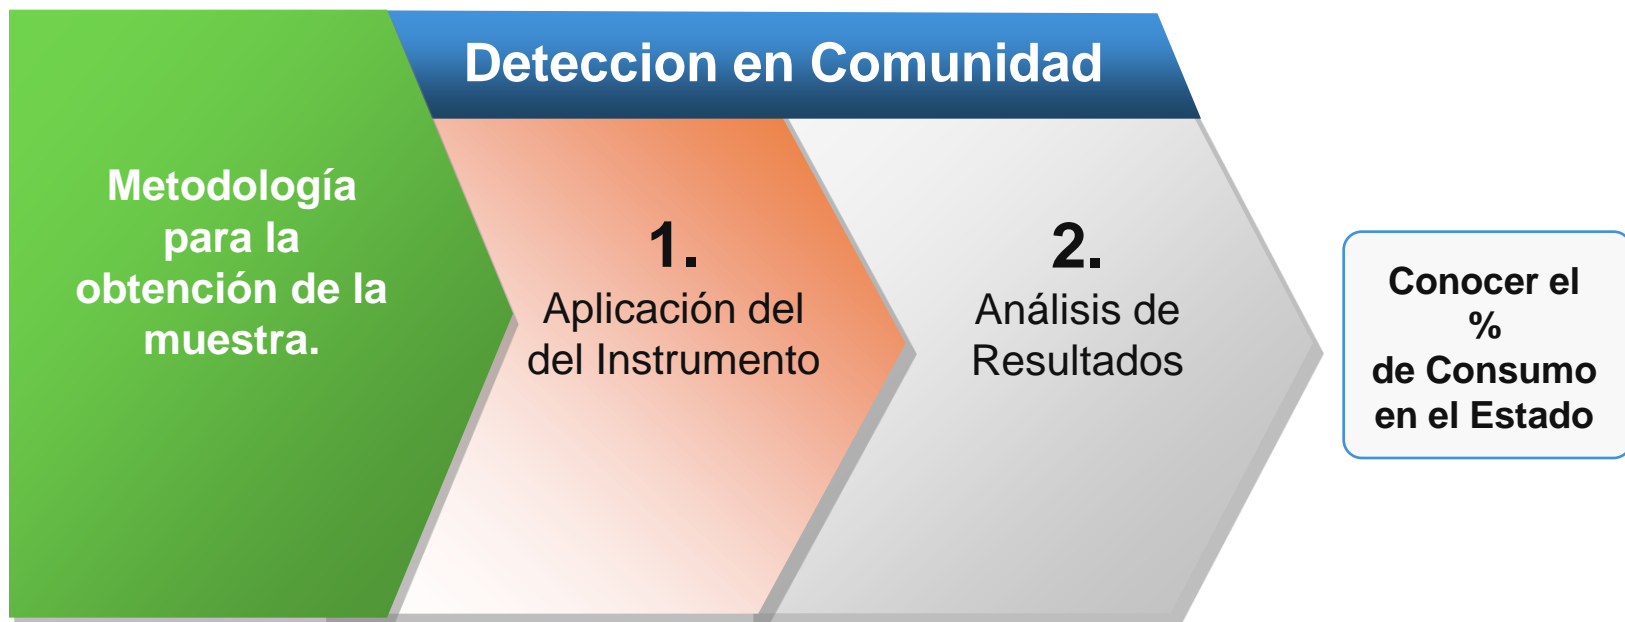 Deteccion en Comunidad
Metodología
para la
obtención de la
muestra.
1.
Aplicación del
del Instrumento
2.
Análisis de
Resultados
Conocer el
%
de Consumo
en el Estado